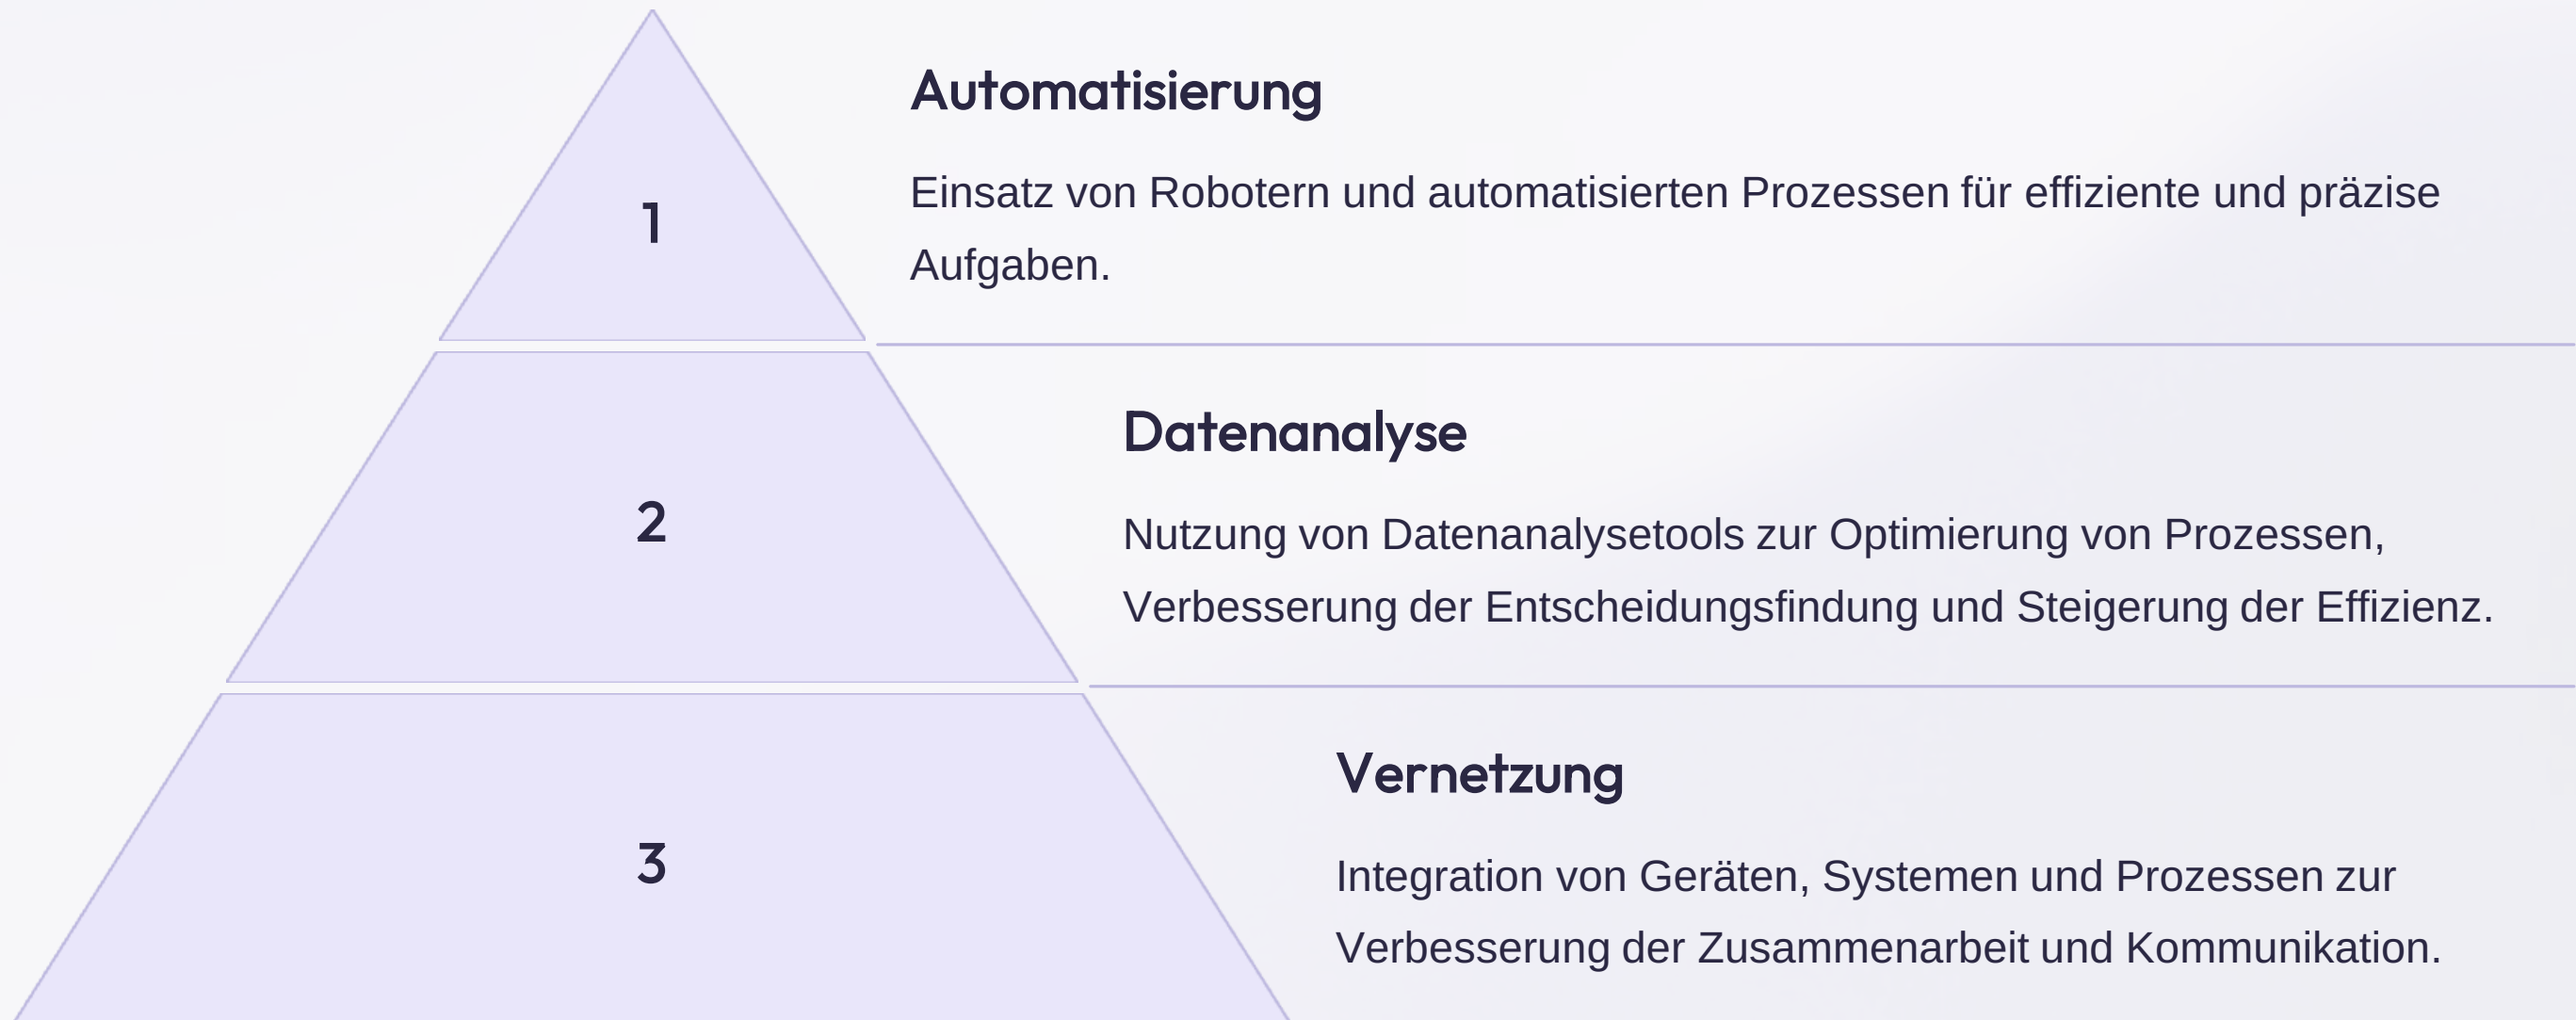 Automatisierung
1
Einsatz von Robotern und automatisierten Prozessen für effiziente und präzise
Aufgaben.
Datenanalyse
2
Nutzung von Datenanalysetools zur Optimierung von Prozessen,
Verbesserung der Entscheidungsfindung und Steigerung der Effizienz.
Vernetzung
3
Integration von Geräten, Systemen und Prozessen zur
Verbesserung der Zusammenarbeit und Kommunikation.